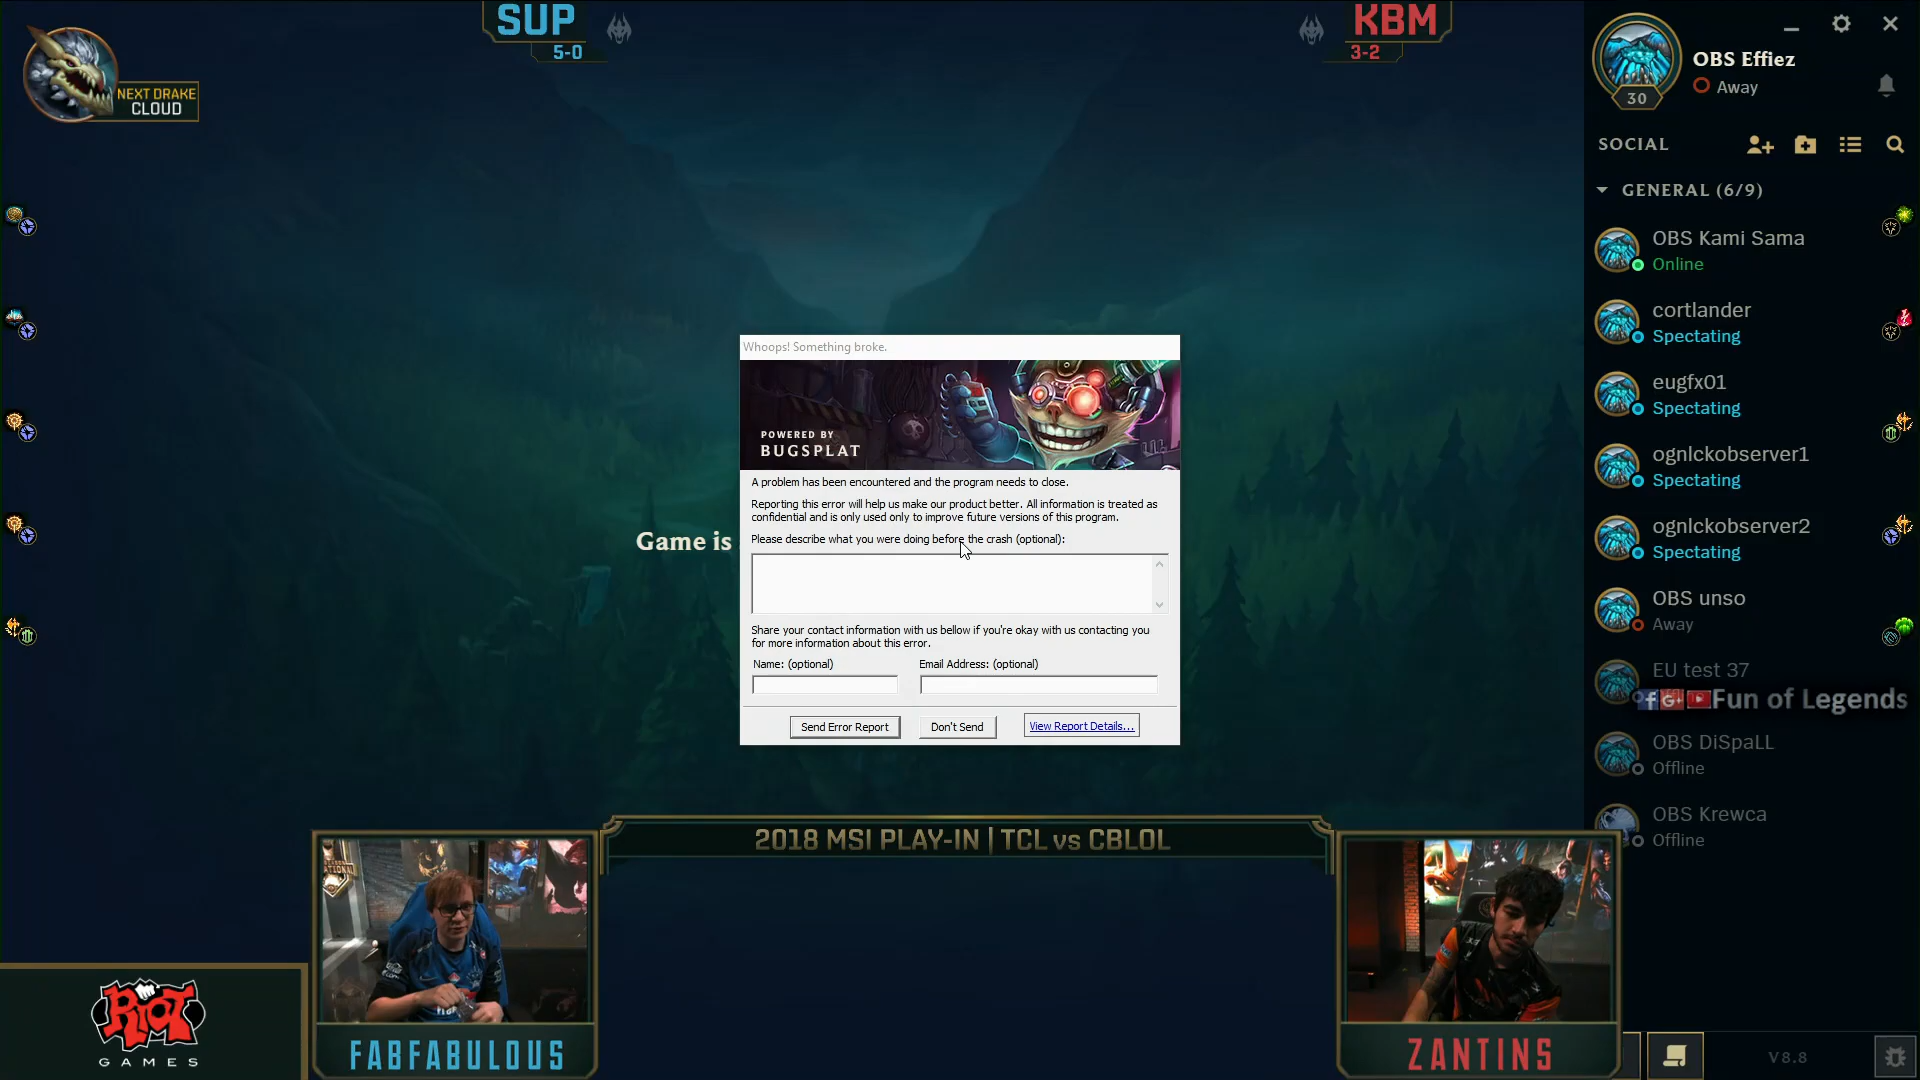 SUP
5-0
KBM
3-2
NEXT DRAKE
CLOUD
30
OBS Effiez
Away
SOCIAL
GENERAL (6/9)
OBS Kami Sama
Online
cortlander
Spectating
eugfx01
Spectating
ognlckobserver1
Spectating
ognlckobserver2
Spectating
OBS unso
Away
EU test 37
Fun of Legends
OBS DiSpaLL
Offline
OBS Krewca
Offline
Whoops! Something broke.
POWERED BY
BUGSPLAT
A problem has been encountered and the program needs to close.
Reporting this error will help us make our product better. All information is treated as
confidential and is only used only to improve future versions of this program.
Please describe what you were doing before the crash (optional):
Game is
Share your contact information with us bellow if you're okay with us contacting you
for more information about this error.
Name: (optional) Email Address: (optional)
Send Error Report Don't Send View Report Details...
2018 MSI PLAY-IN | TCL vs CBLOL
RIOT
GAMES
FABFABULOUS
ZANTINS
V8.8